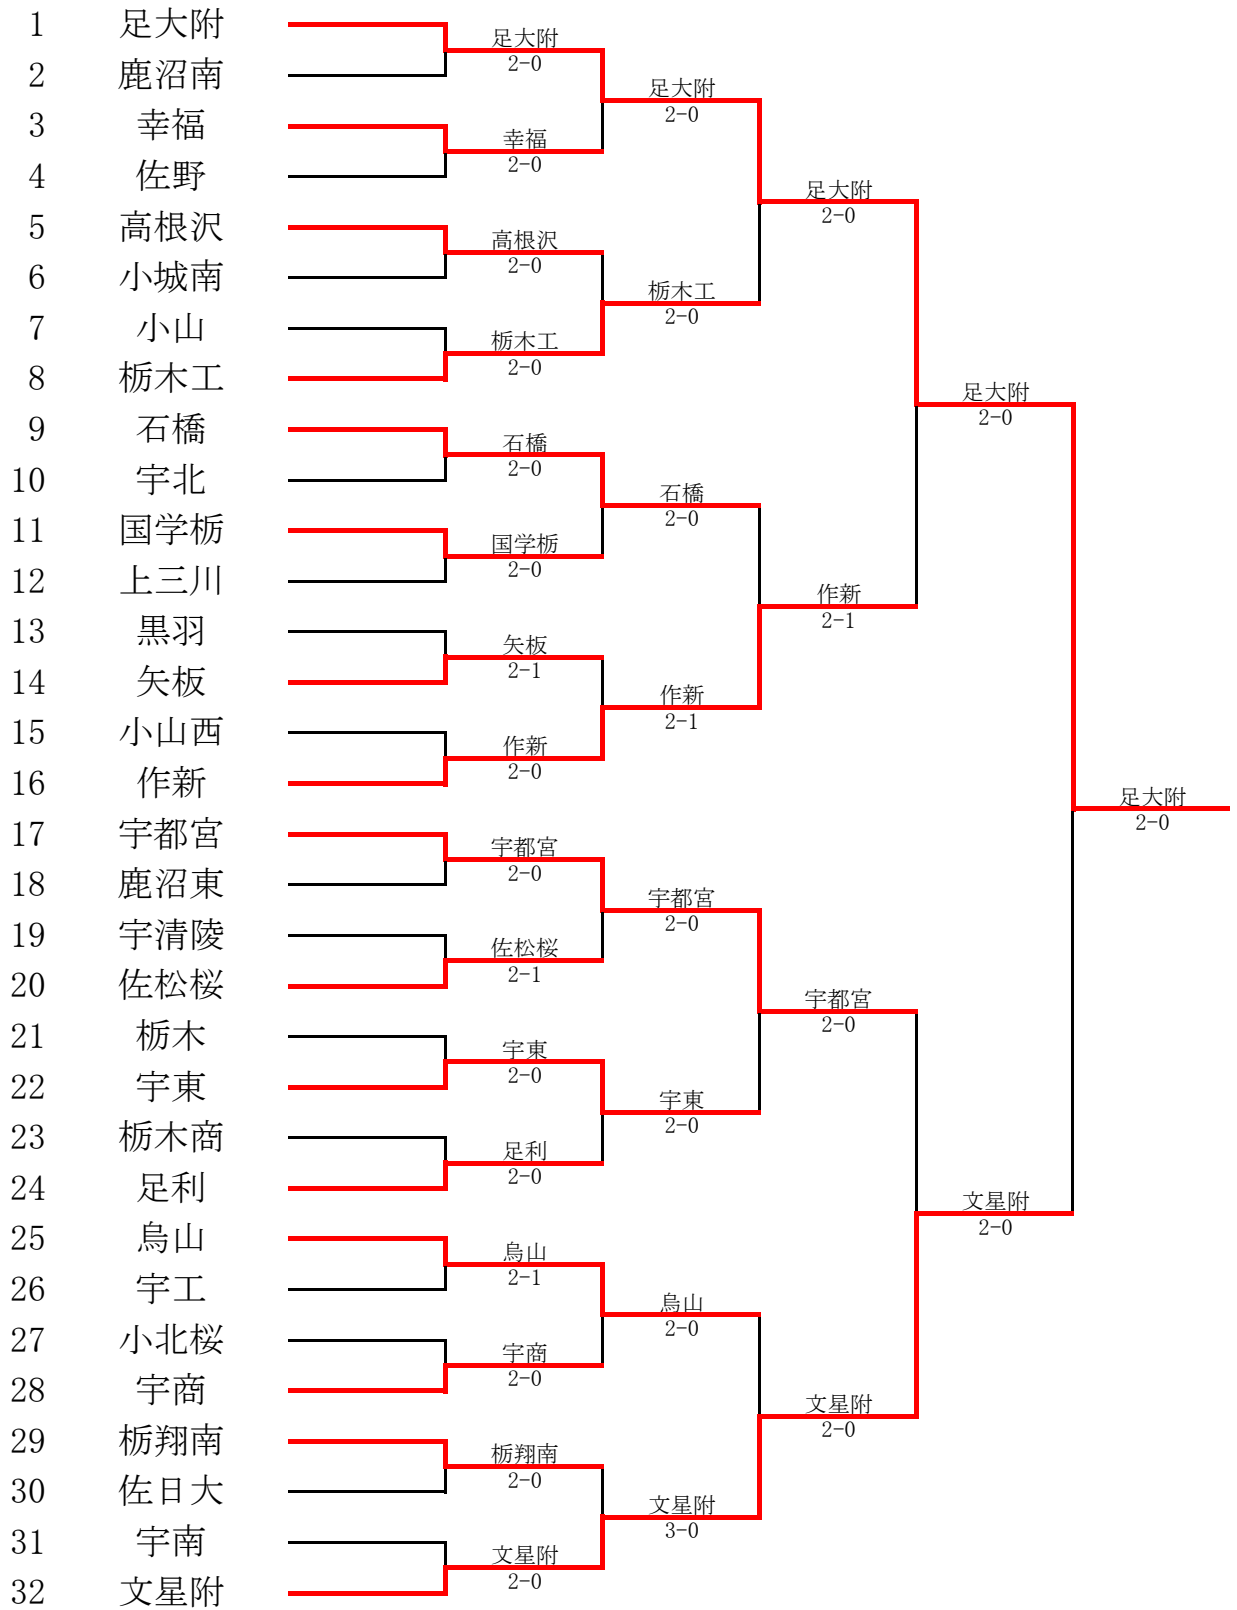 1 足大附
2 鹿沼南
3 幸福
4 佐野
5 高根沢
6 小城南
7 小山
8 栃木工
9 石橋
10 宇北
11 国学栃
12 上三川
13 黒羽
14 矢板
15 小山西
16 作新
17 宇都宮
18 鹿沼東
19 宇清陵
20 佐松桜
21 栃木
22 宇東
23 栃木商
24 足利
25 烏山
26 宇工
27 小北桜
28 宇商
29 栃翔南
30 佐日大
31 宇南
32 文星附
足大附
2-0
幸福
2-0
高根沢
2-0
栃木工
2-0
石橋
2-0
国学栃
2-0
矢板
2-1
作新
2-0
宇都宮
2-0
佐松桜
2-1
宇東
2-0
足利
2-0
烏山
2-1
宇商
2-0
栃翔南
2-0
文星附
2-0
足大附
2-0
栃木工
2-0
石橋
2-0
作新
2-1
宇都宮
2-0
宇東
2-0
烏山
2-0
文星附
3-0
足大附
2-0
作新
2-1
宇都宮
2-0
文星附
2-0
足大附
2-0
文星附
2-0
足大附
2-0